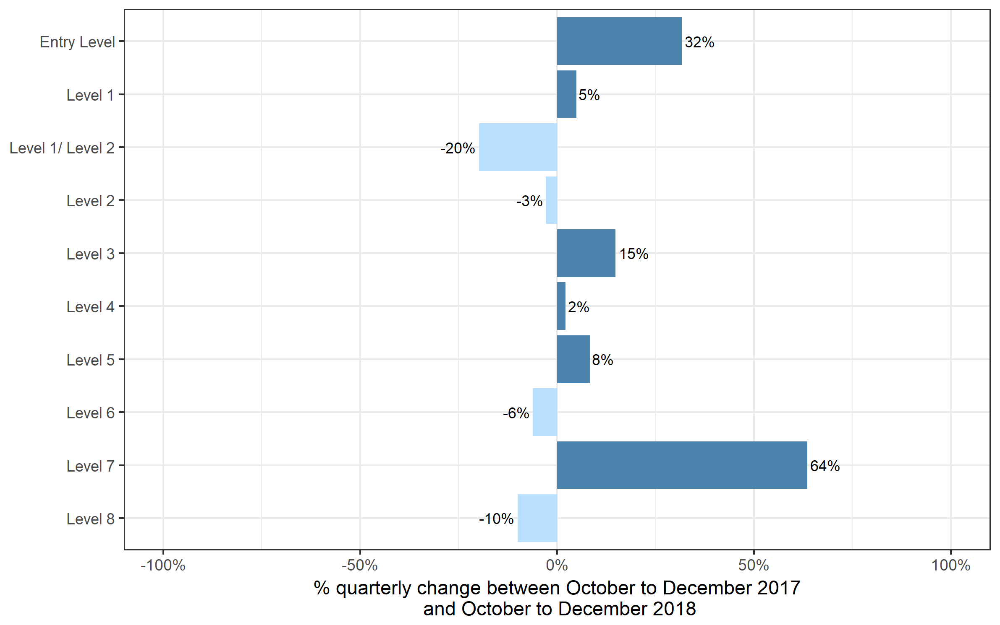 Entry Level
32%
Level 1
5%
Level 1/ Level 2
-20%
Level 2
-3%
Level 3
15%
Level 4
2%
Level 5
8%
Level 6
-6%
Level 7
64%
Level 8
-10%
-100%
-50%
0%
50%
100%
% quarterly change between October to December 2017
and October to December 2018